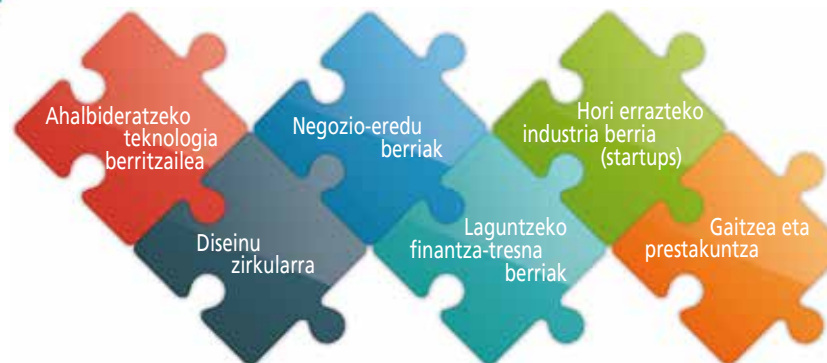 Ahalbideratzeko
teknologia
berritzailea
Diseinu
zirkularra
Negozio-eredu
berriak
Laguntzeko
finantza-tresna
berriak
Hori errazteko
industria berria
(startups)
Gaitzea eta
prestakuntza